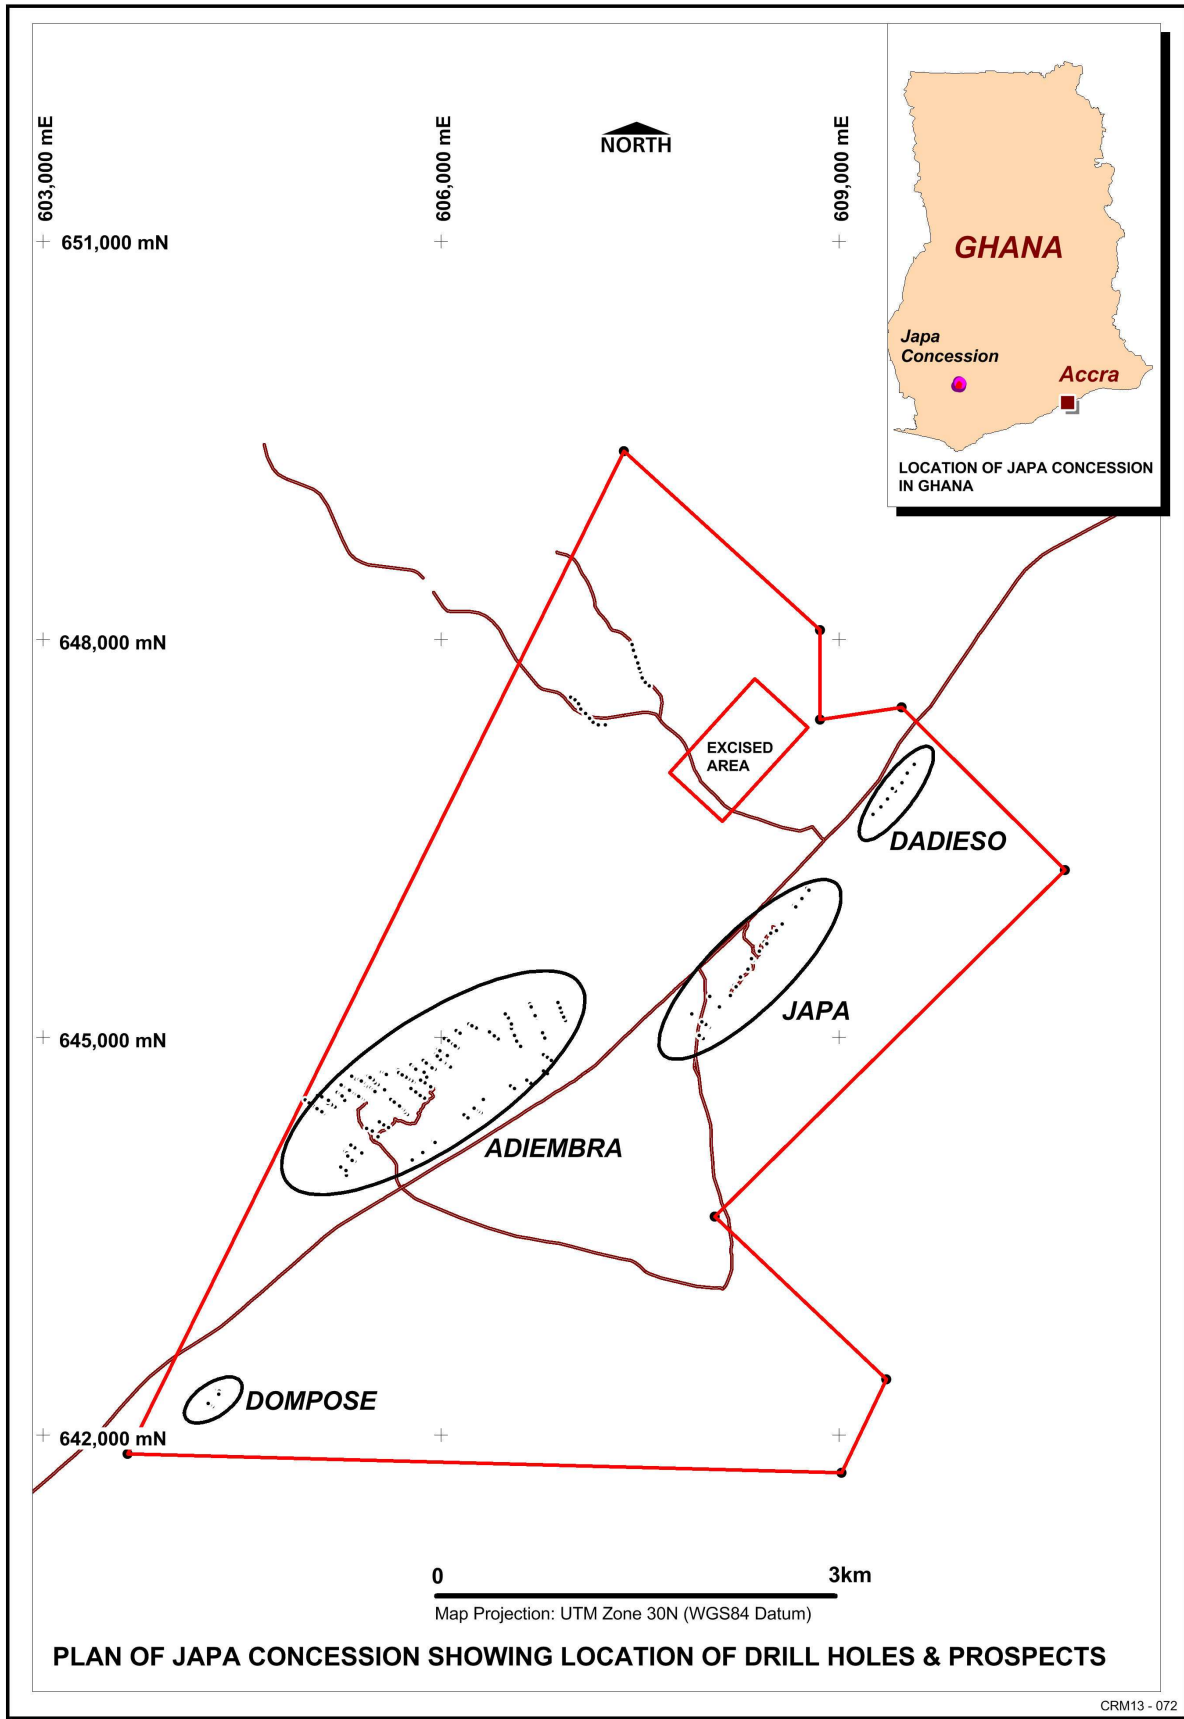 603,000 mE
606,000 mE
609,000 mE
NORTH
651,000 mN
GHANA
Japa
Concession
Accra
LOCATION OF JAPA CONCESSION
IN GHANA
648,000 mN
EXCISED
AREA
DADIESO
JAPA
645,000 mN
ADIEMBRA
DOMPOSE
642,000 mN
0
3km
Map Projection: UTM Zone 30N (WGS84 Datum)
PLAN OF JAPA CONCESSION SHOWING LOCATION OF DRILL HOLES & PROSPECTS
CRM13 - 072